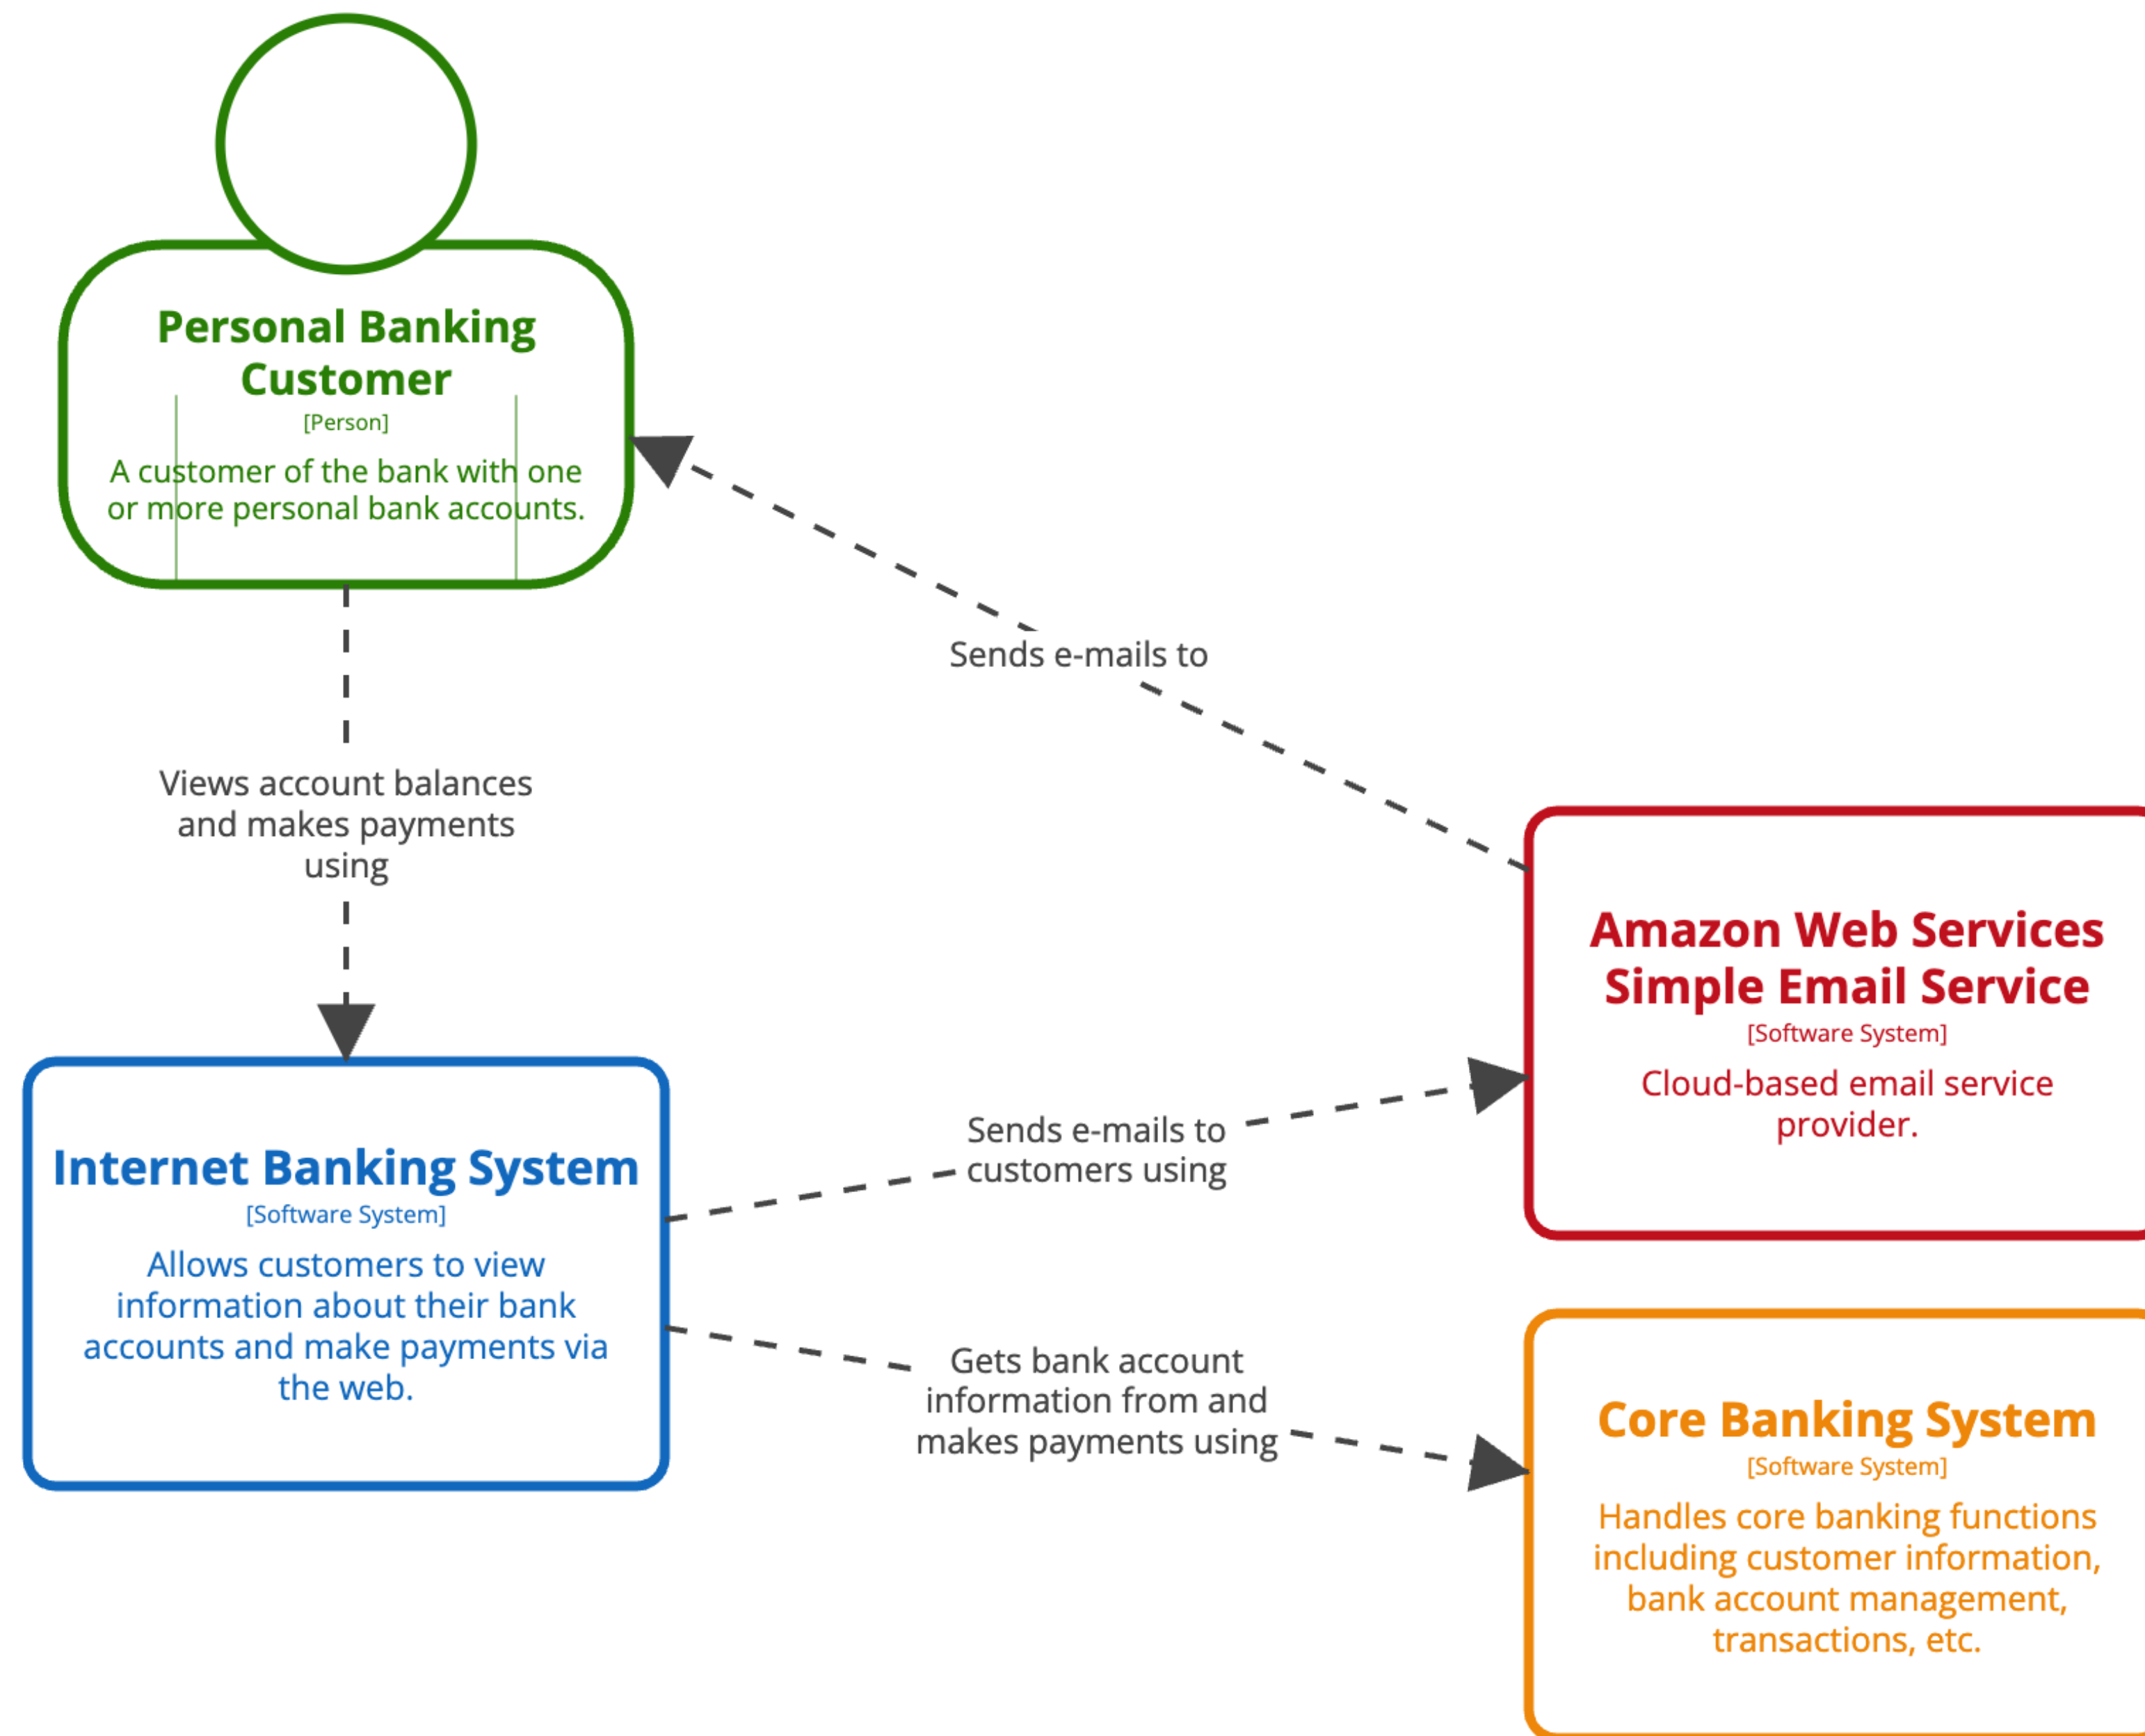 Personal Banking
Customer
[Person]
A customer of the bank with one
or more personal bank accounts.
Sends e-mails to
Views account balances
and makes payments
using
Amazon Web Services
Simple Email Service
[Software System]
Cloud-based email service
provider.
Internet Banking System
[Software System]
Allows customers to view
information about their bank
accounts and make payments via
the web.
Sends e-mails to
customers using
Gets bank account
information from and
makes payments using
Core Banking System
[Software System]
Handles core banking functions
including customer information,
bank account management,
transactions, etc.